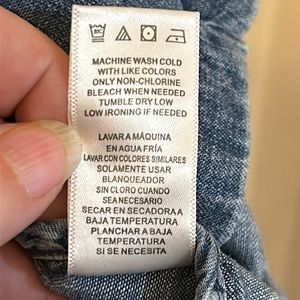 MACHINE WASH COLD
WITH LIKE COLORS
ONLY NON-CHLORINE
BLEACH WHEN NEEDED
TUMBLE DRY LOW
LOW IRONING IF NEEDED
LAVAR A MÁQUINA
EN AGUA FRÍA
LAVAR CON COLORES SIMILARES
SOLAMENTE USAR
BLANQUEADOR
SIN CLORO CUANDO
SEA NECESARIO
SECAR EN SECADORA A
BAJA TEMPERATURA
PLANCHAR A BAJA
TEMPERATURA
SI SE NECESITA